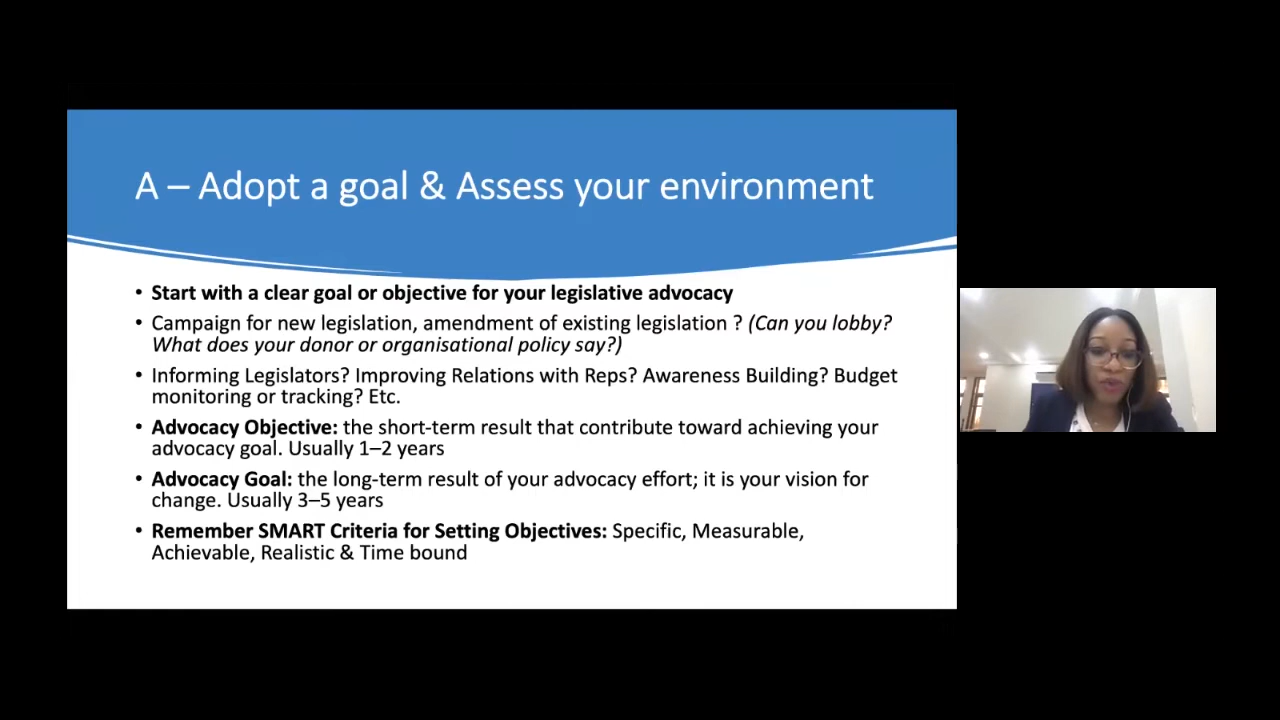 A – Adopt a goal & Assess your environment
• Start with a clear goal or objective for your legislative advocacy
• Campaign for new legislation, amendment of existing legislation ? (Can you lobby?
What does your donor or organisational policy say?)
• Informing Legislators? Improving Relations with Reps? Awareness Building? Budget
monitoring or tracking? Etc.
• Advocacy Objective: the short-term result that contribute toward achieving your
advocacy goal. Usually 1–2 years
• Advocacy Goal: the long-term result of your advocacy effort; it is your vision for
change. Usually 3–5 years
• Remember SMART Criteria for Setting Objectives: Specific, Measurable,
Achievable, Realistic & Time bound